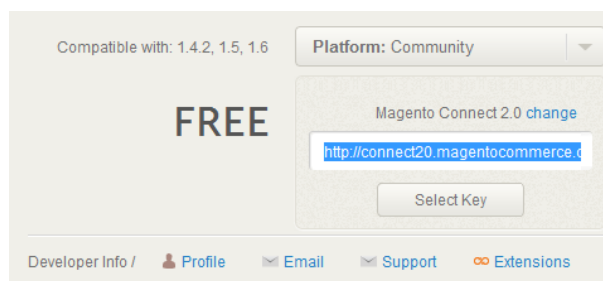 Compatible with: 1.4.2, 1.5, 1.6
Platform: Community
FREE
Magento Connect 2.0 change
http://connect20.magentocommerce.c
Select Key
Developer Info / Profile Email Support Extensions